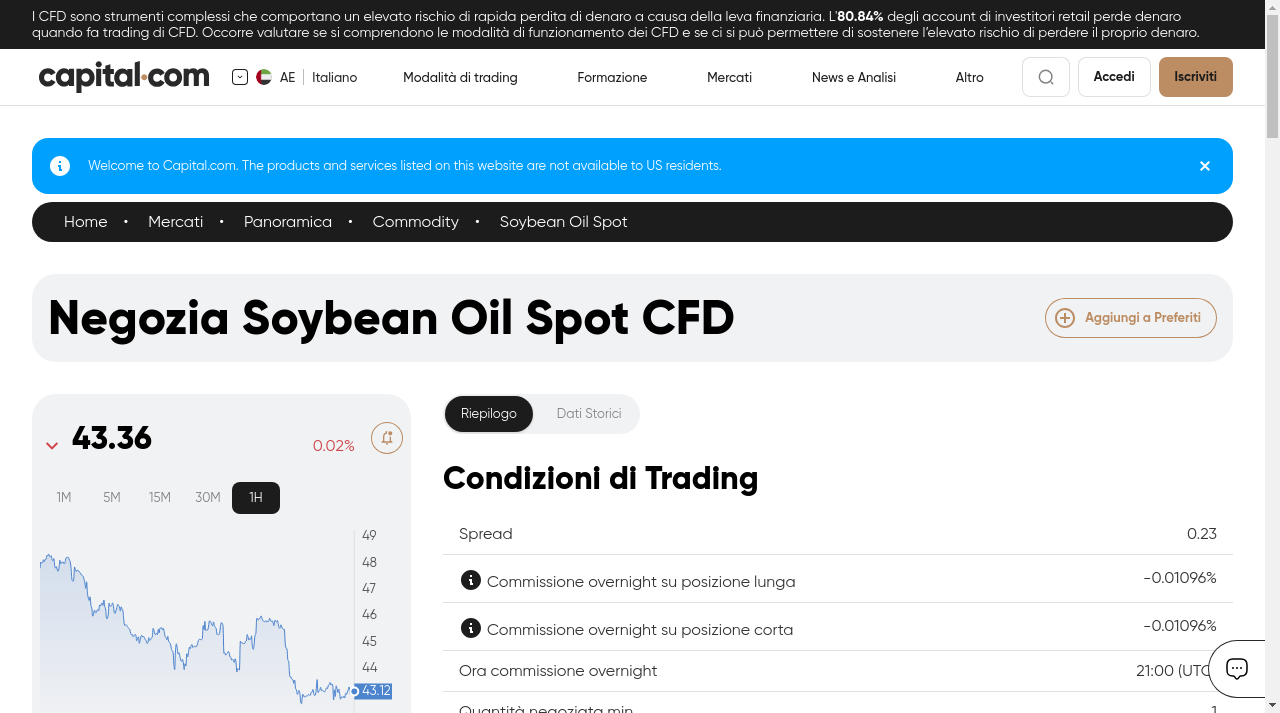 I CFD sono strumenti complessi che comportano un elevato rischio di rapida perdita di denaro a causa della leva finanziaria. L'80.84% degli account di investitori retail perde denaro
quando fa trading di CFD. Occorre valutare se si comprendono le modalità di funzionamento dei CFD e se ci si può permettere di sostenere l’elevato rischio di perdere il proprio denaro.
capital.com
AE Italiano
Modalità di trading
Formazione
Mercati
News e Analisi
Altro
Accedi
Iscriviti
Welcome to Capital.com. The products and services listed on this website are not available to US residents.
Home • Mercati • Panoramica • Commodity • Soybean Oil Spot
Negozia Soybean Oil Spot CFD
Aggiungi a Preferiti
43.36
0.02%
1M 5M 15M 30M 1H
49
48
47
46
45
44
43.12
Riepilogo
Dati Storici
Condizioni di Trading
Spread 0.23
Commissione overnight su posizione lunga -0.01096%
Commissione overnight su posizione corta -0.01096%
Ora commissione overnight 21:00 (UTC
Quantità negoziata min 1